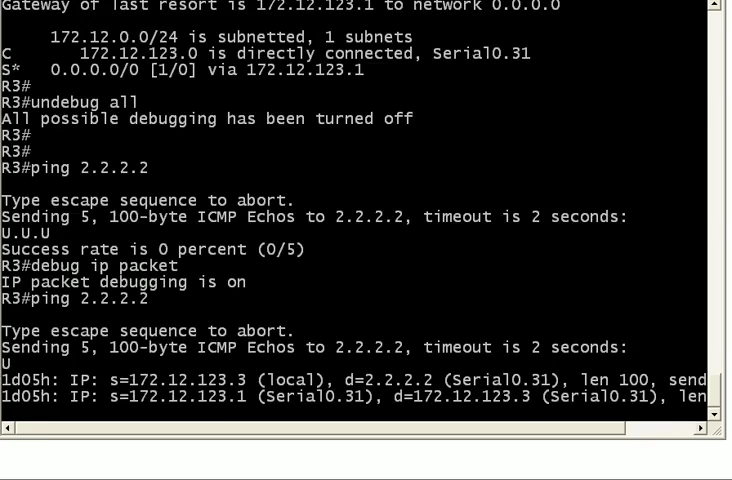 Gateway of last resort is 172.12.123.1 to network 0.0.0.0
172.12.0.0/24 is subnetted, 1 subnets
C 172.12.123.0 is directly connected, Serial0.31
S* 0.0.0.0/0 [1/0] via 172.12.123.1
R3#
R3#undebug all
All possible debugging has been turned off
R3#
R3#
R3#ping 2.2.2.2
Type escape sequence to abort.
Sending 5, 100-byte ICMP Echos to 2.2.2.2, timeout is 2 seconds:
U.U.U
Success rate is 0 percent (0/5)
R3#debug ip packet
IP packet debugging is on
R3#ping 2.2.2.2
Type escape sequence to abort.
Sending 5, 100-byte ICMP Echos to 2.2.2.2, timeout is 2 seconds:
U
1d05h: IP: s=172.12.123.3 (local), d=2.2.2.2 (Serial0.31), len 100, send
1d05h: IP: s=172.12.123.1 (Serial0.31), d=172.12.123.3 (Serial0.31), len